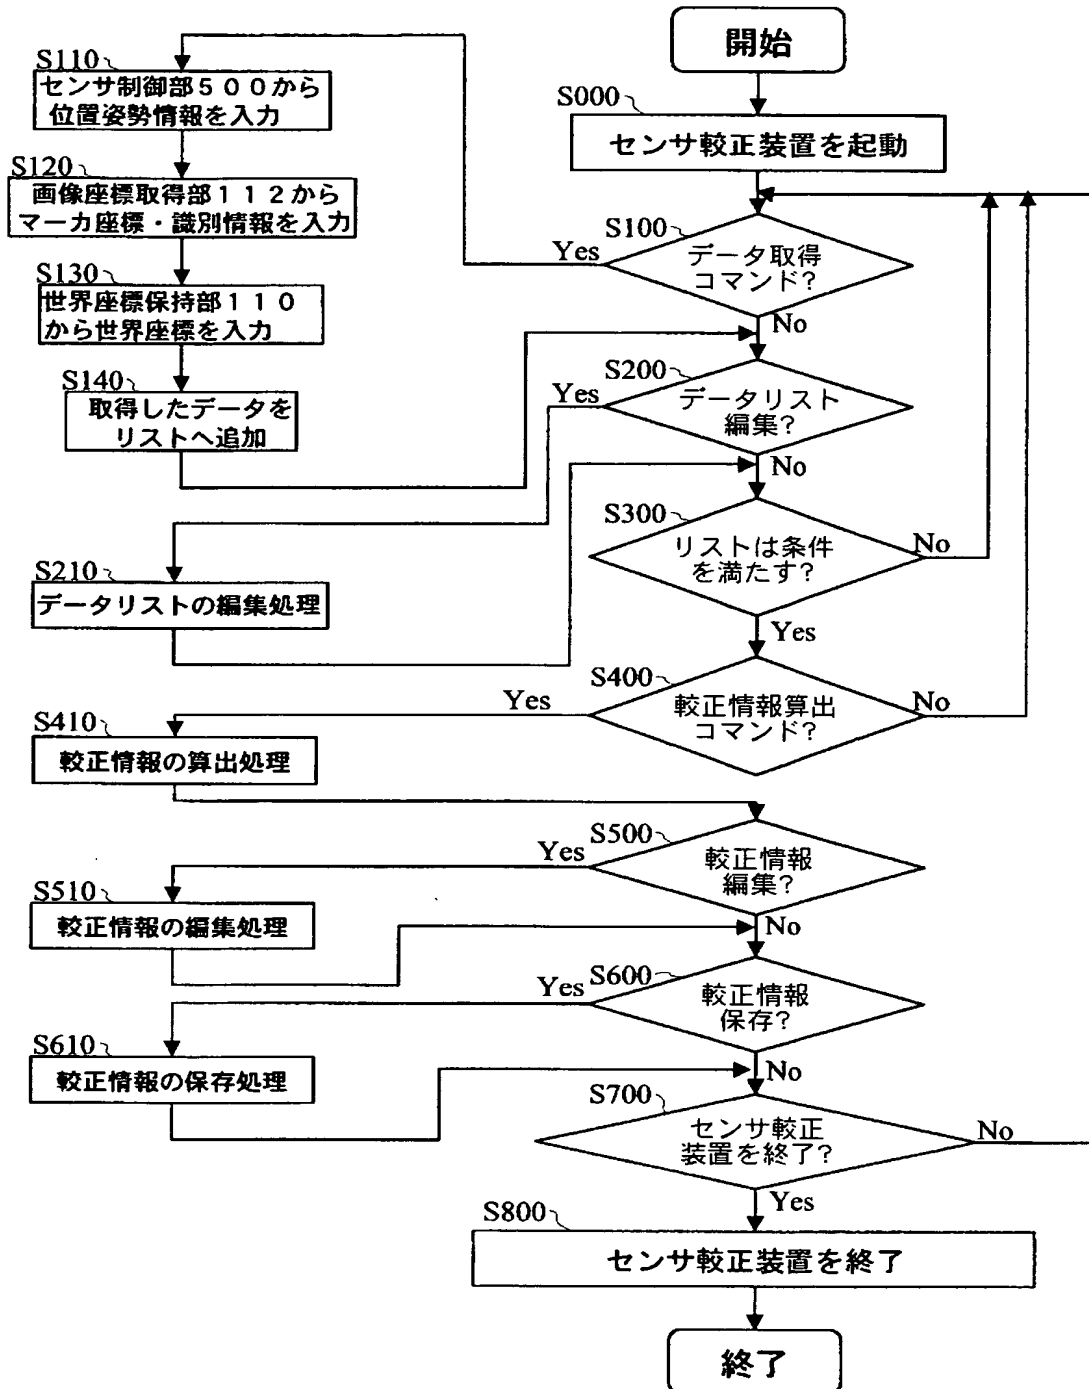 開始
S000
センサ較正装置を起動
S100
データ取得
コマンド?
Yes
No
S110
センサ制御部500から
位置姿勢情報を入力
S120
画像座標取得部112から
マーカ座標・識別情報を入力
S130
世界座標保持部110
から世界座標を入力
S140
取得したデータを
リストへ追加
S200
データリスト
編集?
Yes
No
S210
データリストの編集処理
S300
リストは条件
を満たす?
No
Yes
S400
較正情報算出
コマンド?
Yes
No
S410
較正情報の算出処理
S500
較正情報
編集?
Yes
No
S510
較正情報の編集処理
S600
較正情報
保存?
Yes
No
S610
較正情報の保存処理
S700
センサ較正
装置を終了?
No
Yes
S800
センサ較正装置を終了
終了